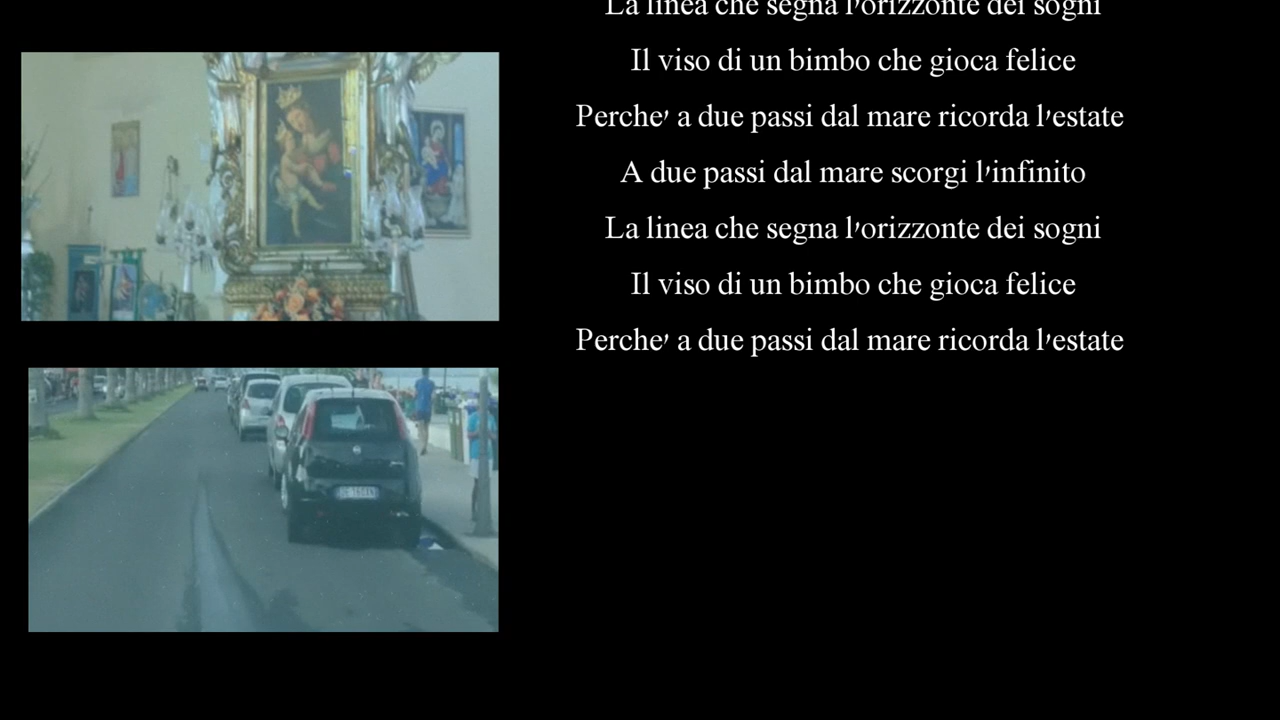 La linea che segna l'orizzonte dei sogni
Il viso di un bimbo che gioca felice
Perche' a due passi dal mare ricorda l'estate
A due passi dal mare scorgi l'infinito
La linea che segna l'orizzonte dei sogni
Il viso di un bimbo che gioca felice
Perche' a due passi dal mare ricorda l'estate